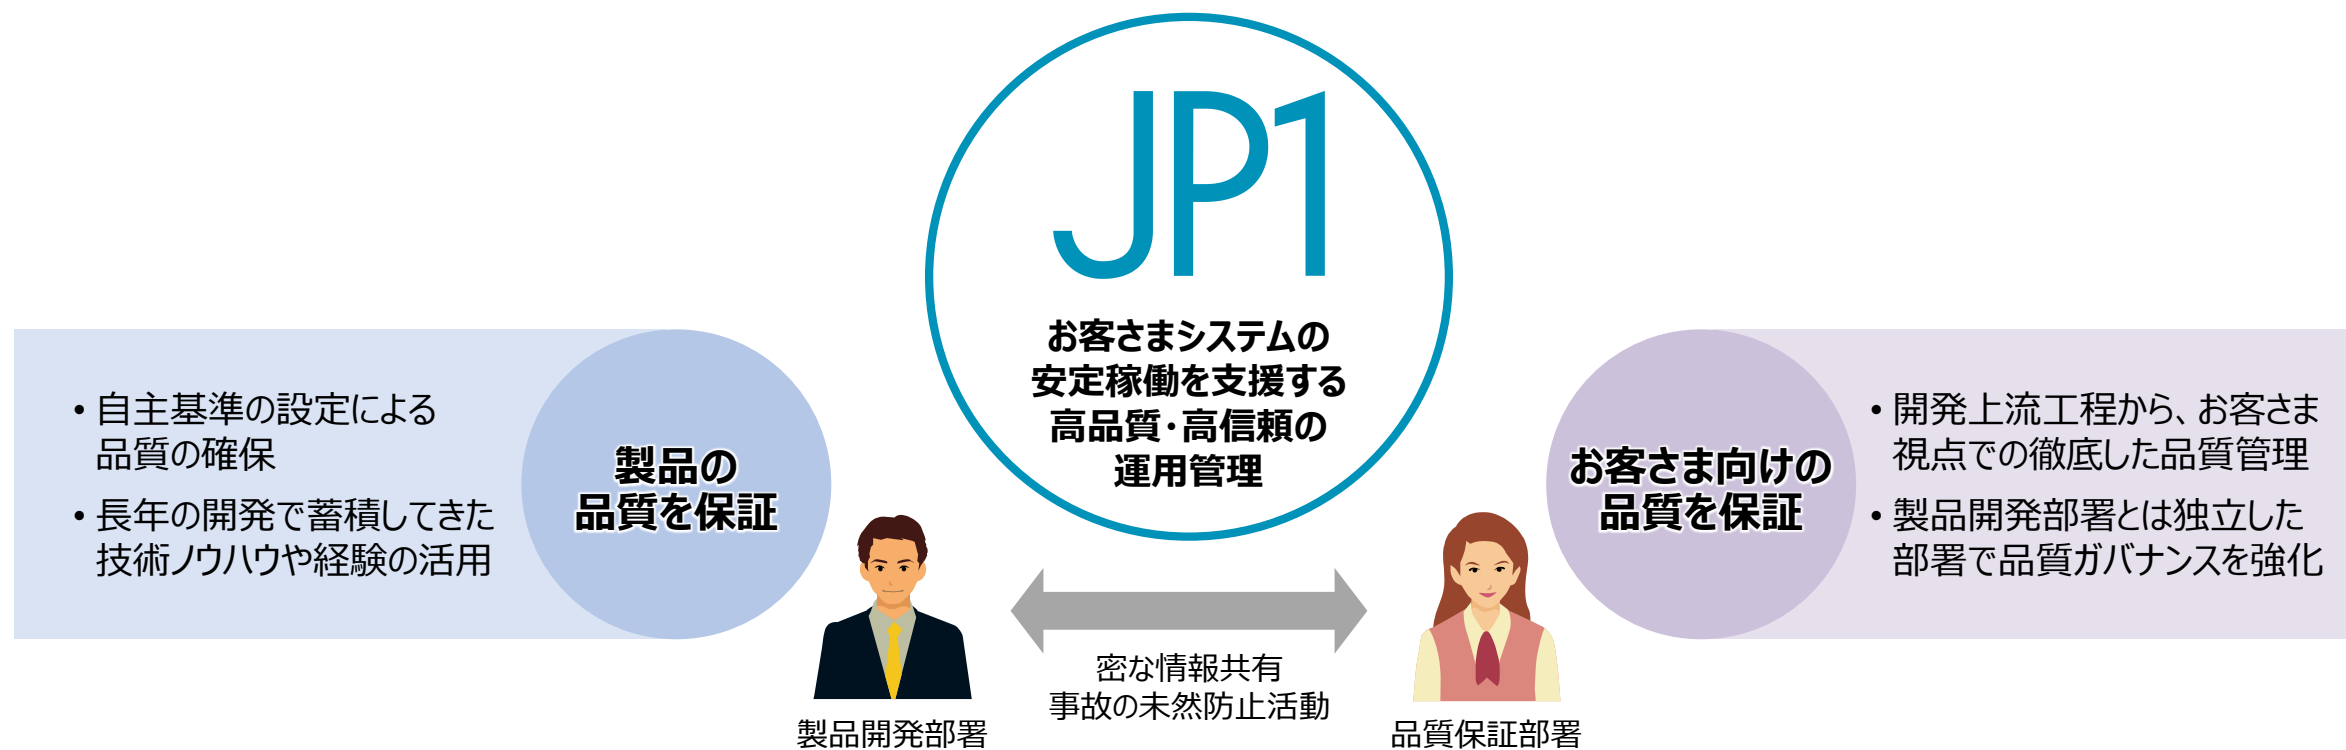 JP1
お客さまシステムの
安定稼働を支援する
高品質・高信頼の
運用管理
• 自主基準の設定による
品質の確保
• 長年の開発で蓄積してきた
技術ノウハウや経験の活用
製品の
品質を保証
お客さま向けの
品質を保証
• 開発上流工程から、お客さま
視点での徹底した品質管理
• 製品開発部署とは独立した
部署で品質ガバナンスを強化
密な情報共有
事故の未然防止活動
製品開発部署
品質保証部署